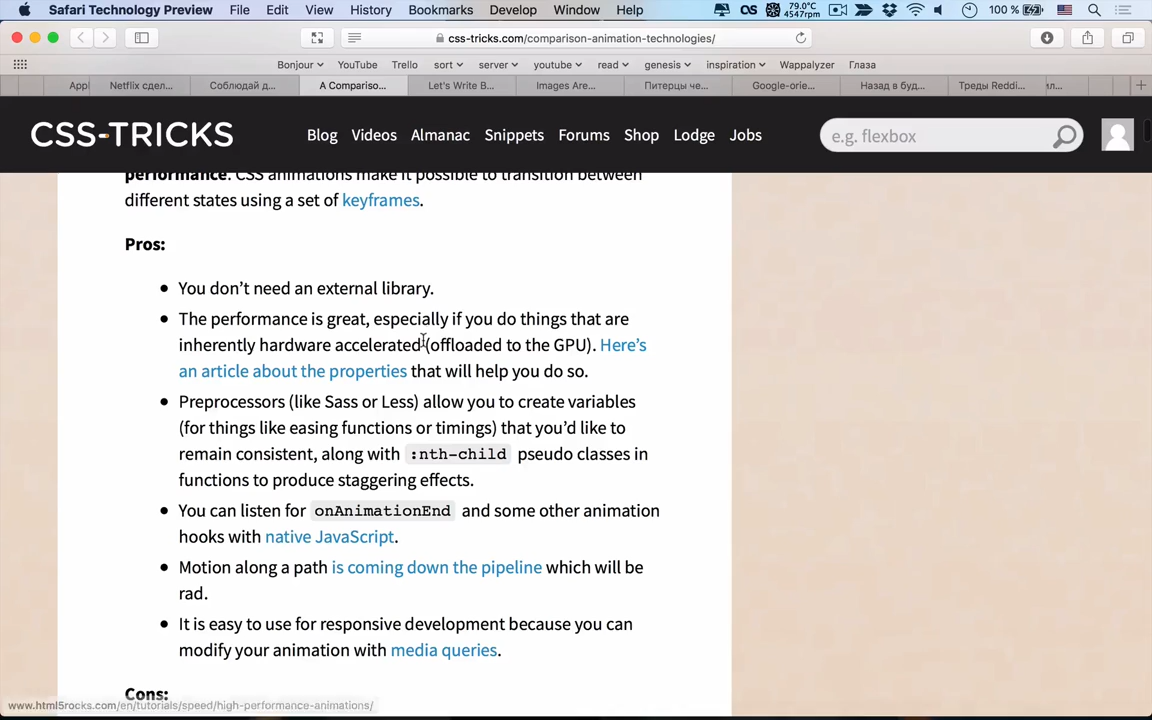 Safari Technology Preview File Edit View History Bookmarks Develop Window Help OS 79.0°C 4547rpm 100 %
css-tricks.com/comparison-animation-technologies/
Bonjour YouTube Trello sort server youtube read genesis inspiration Wappalyzer Глаза
Appl Netflix сдел... Соблюдай д... A Compariso... Let's Write B... Images Are... Питерцы че... Google-orie... Назад в буд... Треды Reddi... ил...
CSS-TRICKS Blog Videos Almanac Snippets Forums Shop Lodge Jobs e.g. flexbox
performance. CSS animations make it possible to transition between
different states using a set of keyframes.
Pros:
You don't need an external library.
The performance is great, especially if you do things that are
inherently hardware accelerated (offloaded to the GPU). Here's
an article about the properties that will help you do so.
Preprocessors (like Sass or Less) allow you to create variables
(for things like easing functions or timings) that you'd like to
remain consistent, along with :nth-child pseudo classes in
functions to produce staggering effects.
You can listen for onAnimationEnd and some other animation
hooks with native JavaScript.
Motion along a path is coming down the pipeline which will be
rad.
It is easy to use for responsive development because you can
modify your animation with media queries.
Cons:
www.html5rocks.com/en/tutorials/speed/high-performance-animations/